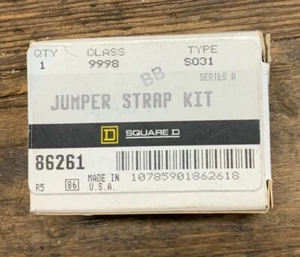 QTY CLASS TYPE
1 9998 SO31
BB
SERIES A
JUMPER STRAP KIT
D SQUARE D
86261
R5 86 MADE IN U.S.A. 10785901862618